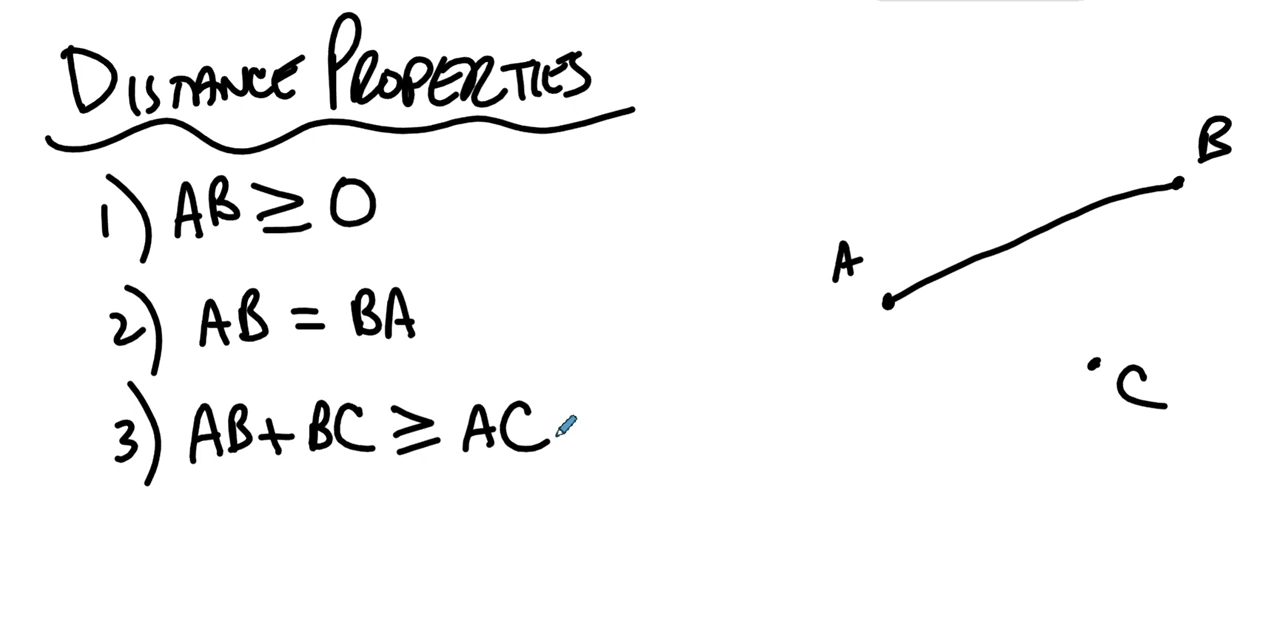 DISTANCE PROPERTIES
1) AB ≥ 0
2) AB = BA
3) AB + BC ≥ AC
B
A
C